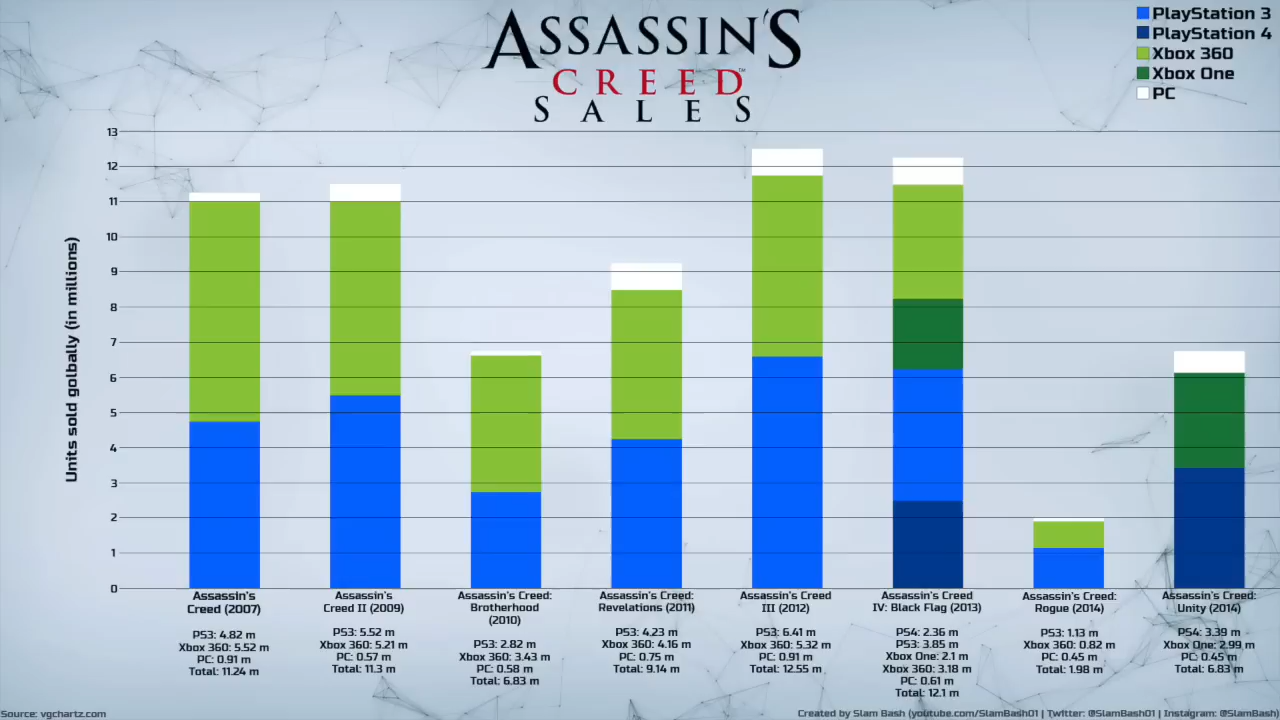 ASSASSIN'S
CREED™
SALES
PlayStation 3
PlayStation 4
Xbox 360
Xbox One
PC
Units sold golbally (in millions)
13
12
11
10
9
8
7
6
5
4
3
2
1
0
Assassin's
Creed (2007)
PS3: 4.82 m
Xbox 360: 5.52 m
PC: 0.91 m
Total: 11.24 m
Assassin's
Creed II (2009)
PS3: 5.52 m
Xbox 360: 5.21 m
PC: 0.57 m
Total: 11.3 m
Assassin's Creed:
Brotherhood
(2010)
PS3: 2.82 m
Xbox 360: 3.43 m
PC: 0.58 m
Total: 6.83 m
Assassin's Creed:
Revelations (2011)
PS3: 4.23 m
Xbox 360: 4.16 m
PC: 0.75 m
Total: 9.14 m
Assassin's Creed
III (2012)
PS3: 6.41 m
Xbox 360: 5.32 m
PC: 0.91 m
Total: 12.55 m
Assassin's Creed
IV: Black Flag (2013)
PS4: 2.36 m
PS3: 3.85 m
Xbox One: 2.1 m
Xbox 360: 3.18 m
PC: 0.61 m
Total: 12.1 m
Assassin's Creed:
Rogue (2014)
PS3: 1.13 m
Xbox 360: 0.82 m
PC: 0.45 m
Total: 1.98 m
Assassin's Creed:
Unity (2014)
PS4: 3.39 m
Xbox One: 2.99 m
PC: 0.45 m
Total: 6.83 m
Source: vgchartz.com
Created by Slam Bash (youtube.com/SlamBash01 | Twitter: @SlamBash01 | Instagram: @SlamBash)